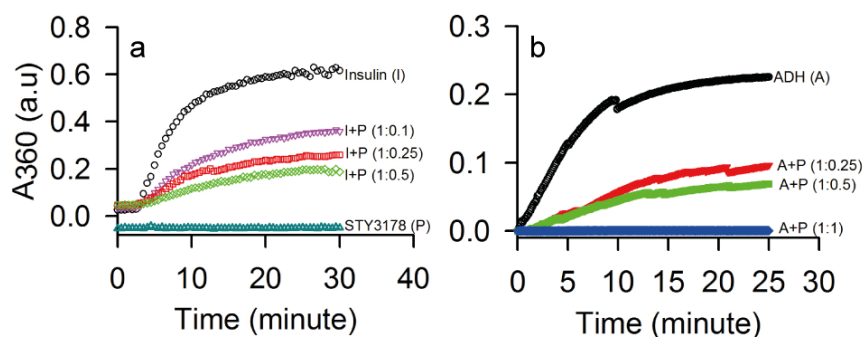 a
A360 (a.u)
0.8
0.6
0.4
0.2
0.0
Insulin (I)
I+P (1:0.1)
I+P (1:0.25)
I+P (1:0.5)
STY3178 (P)
0 10 20 30 40
Time (minute)
b
0.3
0.2
0.1
0.0
ADH (A)
A+P (1:0.25)
A+P (1:0.5)
A+P (1:1)
0 5 10 15 20 25
Time (minute)